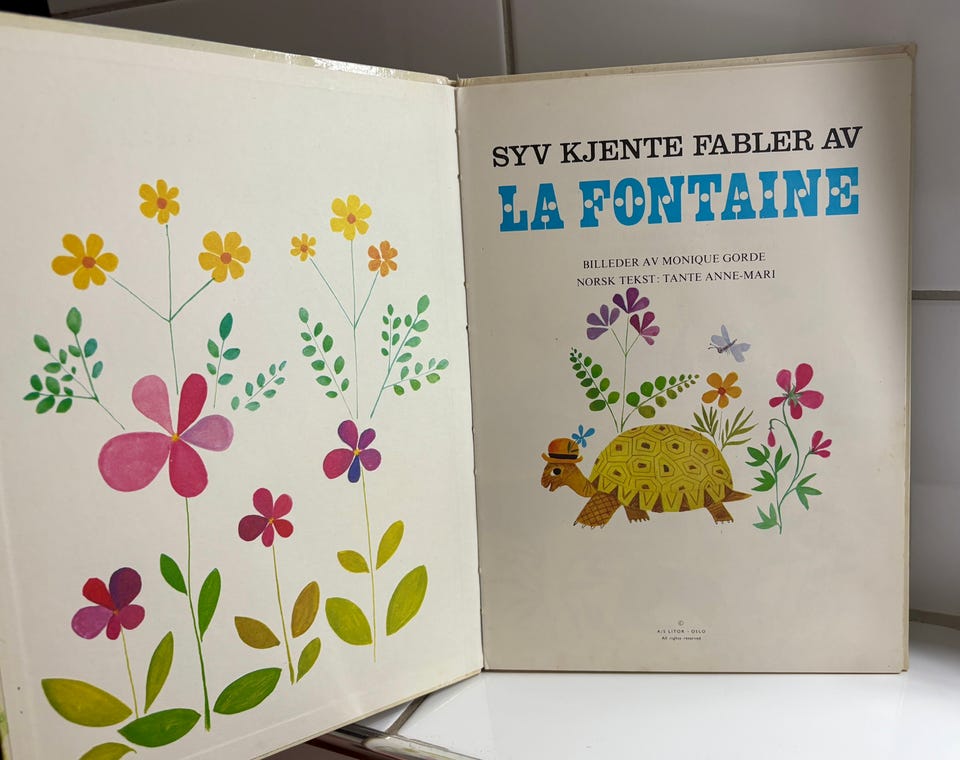 SYV KJENTE FABLER AV
LA FONTAINE
BILLEDER AV MONIQUE GORDE
NORSK TEKST: TANTE ANNE-MARI
©
A/S LITOR - OSLO
All rights reserved